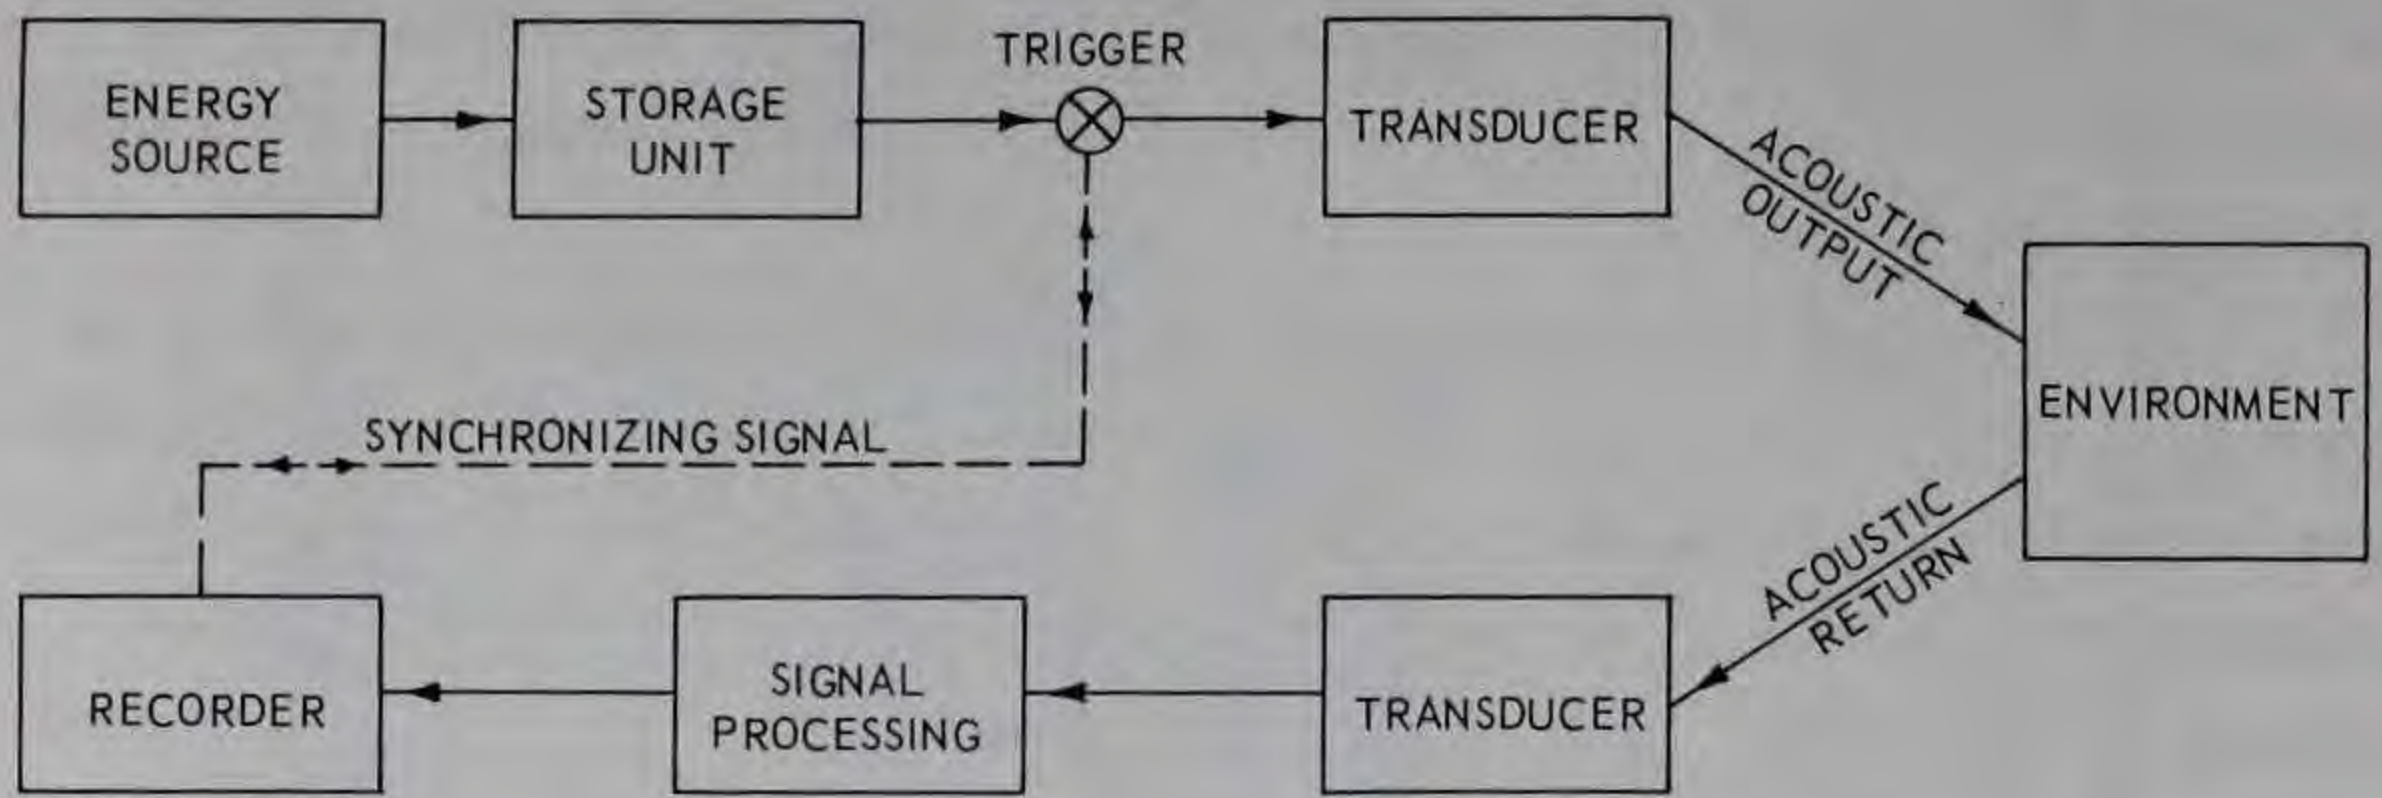 ENERGY
SOURCE
STORAGE
UNIT
TRIGGER
TRANSDUCER
ACOUSTIC
OUTPUT
ENVIRONMENT
SYNCHRONIZING SIGNAL
ACOUSTIC
RETURN
RECORDER
SIGNAL
PROCESSING
TRANSDUCER